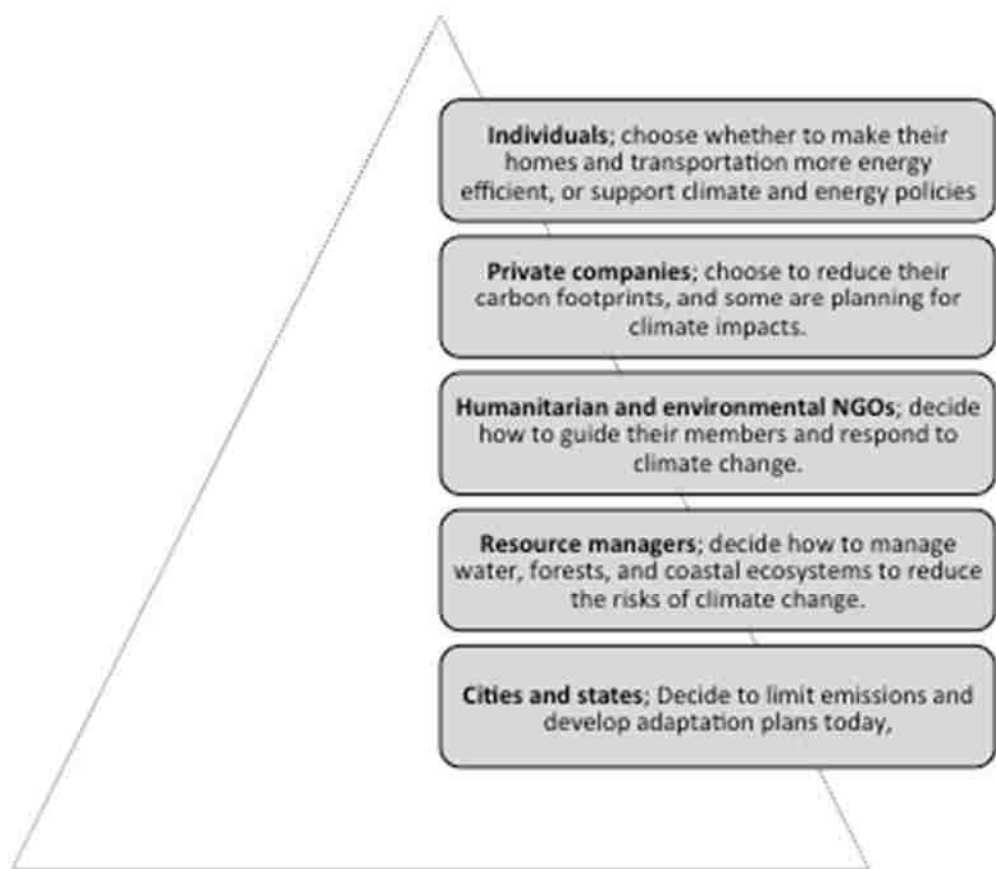 Individuals; choose whether to make their
homes and transportation more energy
efficient, or support climate and energy policies
Private companies; choose to reduce their
carbon footprints, and some are planning for
climate impacts.
Humanitarian and environmental NGOs; decide
how to guide their members and respond to
climate change.
Resource managers; decide how to manage
water, forests, and coastal ecosystems to reduce
the risks of climate change.
Cities and states; Decide to limit emissions and
develop adaptation plans today,